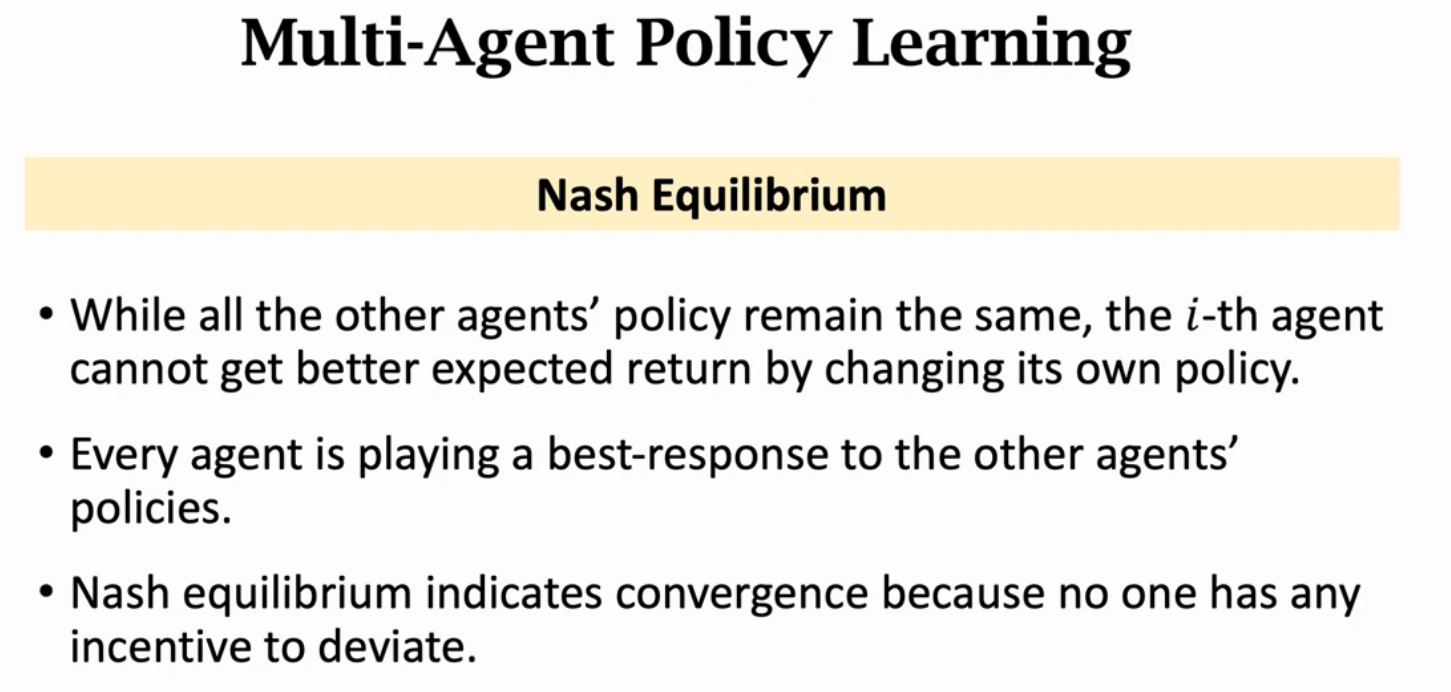 Multi-Agent Policy Learning
Nash Equilibrium
• While all the other agents’ policy remain the same, the i-th agent
cannot get better expected return by changing its own policy.
• Every agent is playing a best-response to the other agents’
policies.
• Nash equilibrium indicates convergence because no one has any
incentive to deviate.